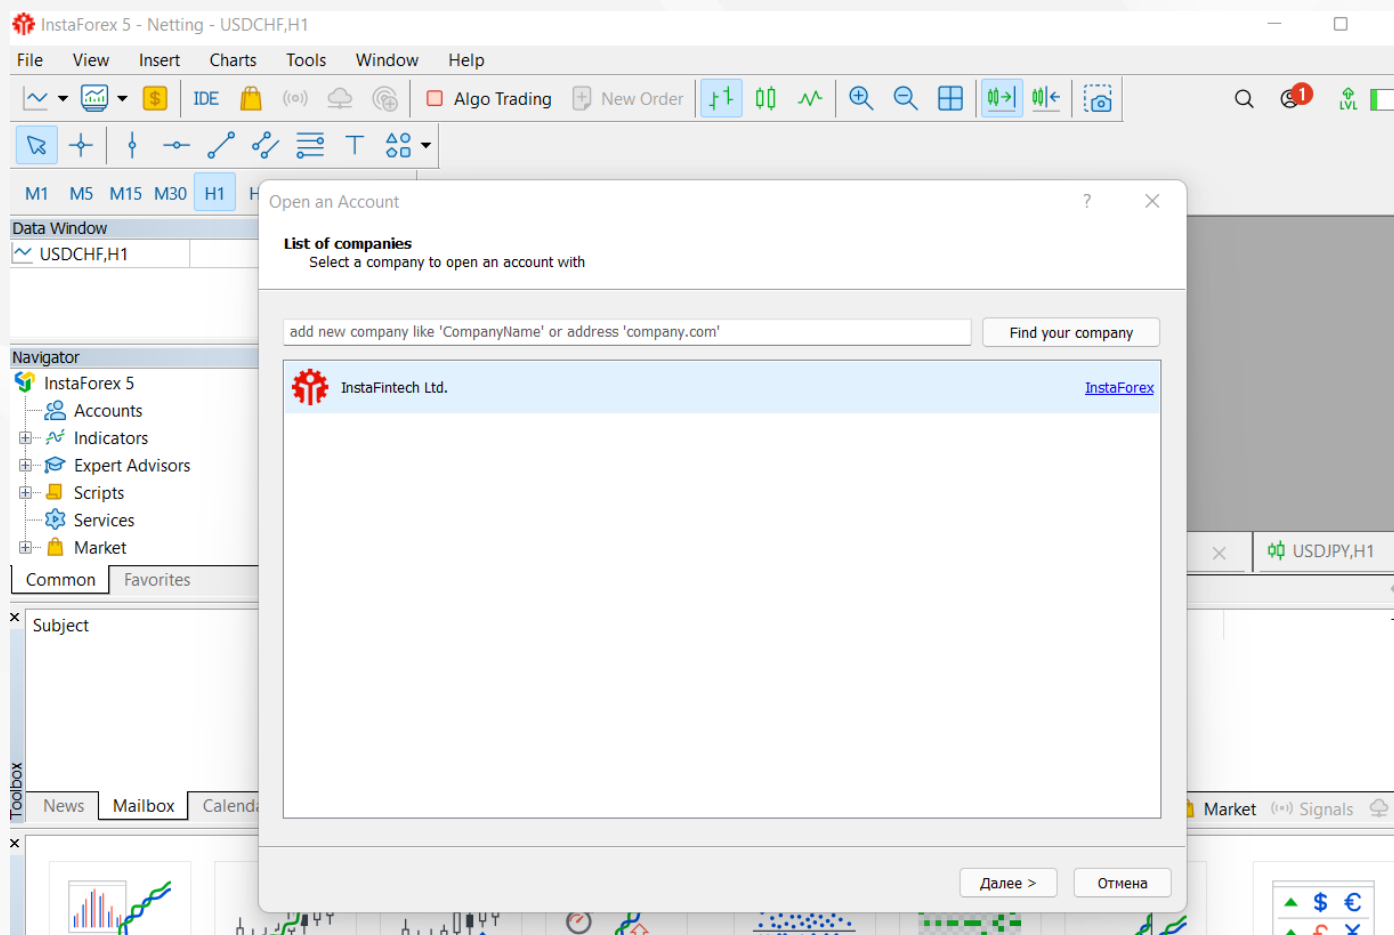 InstaForex 5 - Netting - USDCHF,H1
File View Insert Charts Tools Window Help
$ IDE Algo Trading New Order 1 LVL
T
M1 M5 M15 M30 H1
Open an Account ?
Data Window
USDCHF,H1
List of companies
Select a company to open an account with
add new company like 'CompanyName' or address 'company.com' Find your company
Navigator
InstaForex 5
InstaFintech Ltd. InstaForex
Accounts
Indicators
Expert Advisors
Scripts
Services
Market
USDJPY,H1
Common Favorites
Subject
Toolbox
News Mailbox
Market Signals
Далее > Отмена
$ €